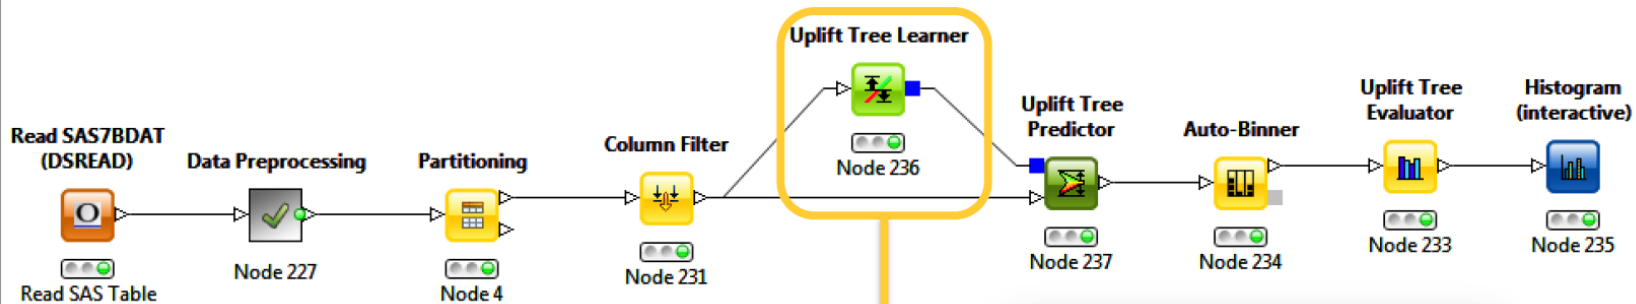 Read SAS7BDAT
(DSREAD)
Read SAS Table
Data Preprocessing
Node 227
Partitioning
Node 4
Column Filter
Node 231
Uplift Tree Learner
Node 236
Uplift Tree
Predictor
Node 237
Auto-Binner
Node 234
Uplift Tree
Evaluator
Node 233
Histogram
(interactive)
Node 235